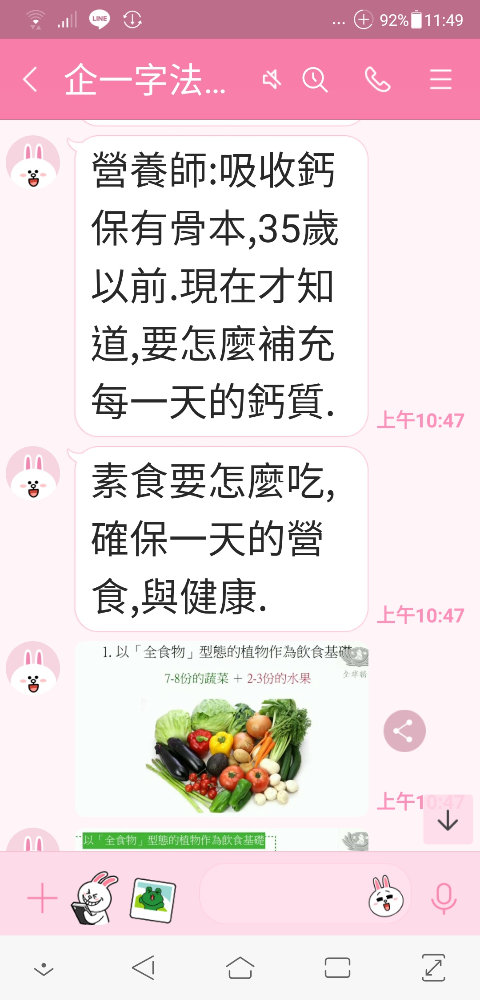 LINE
... 92% 11:49
企一字法...
營養師:吸收鈣
保有骨本,35歲
以前.現在才知
道,要怎麼補充
每一天的鈣質.
上午10:47
素食要怎麼吃,
確保一天的營
食,與健康.
上午10:47
1. 以「全食物」型態的植物作為飲食基礎
全球
7-8份的蔬菜 + 2-3份的水果
上午10:47
以「全食物」型態的植物作為飲食基礎